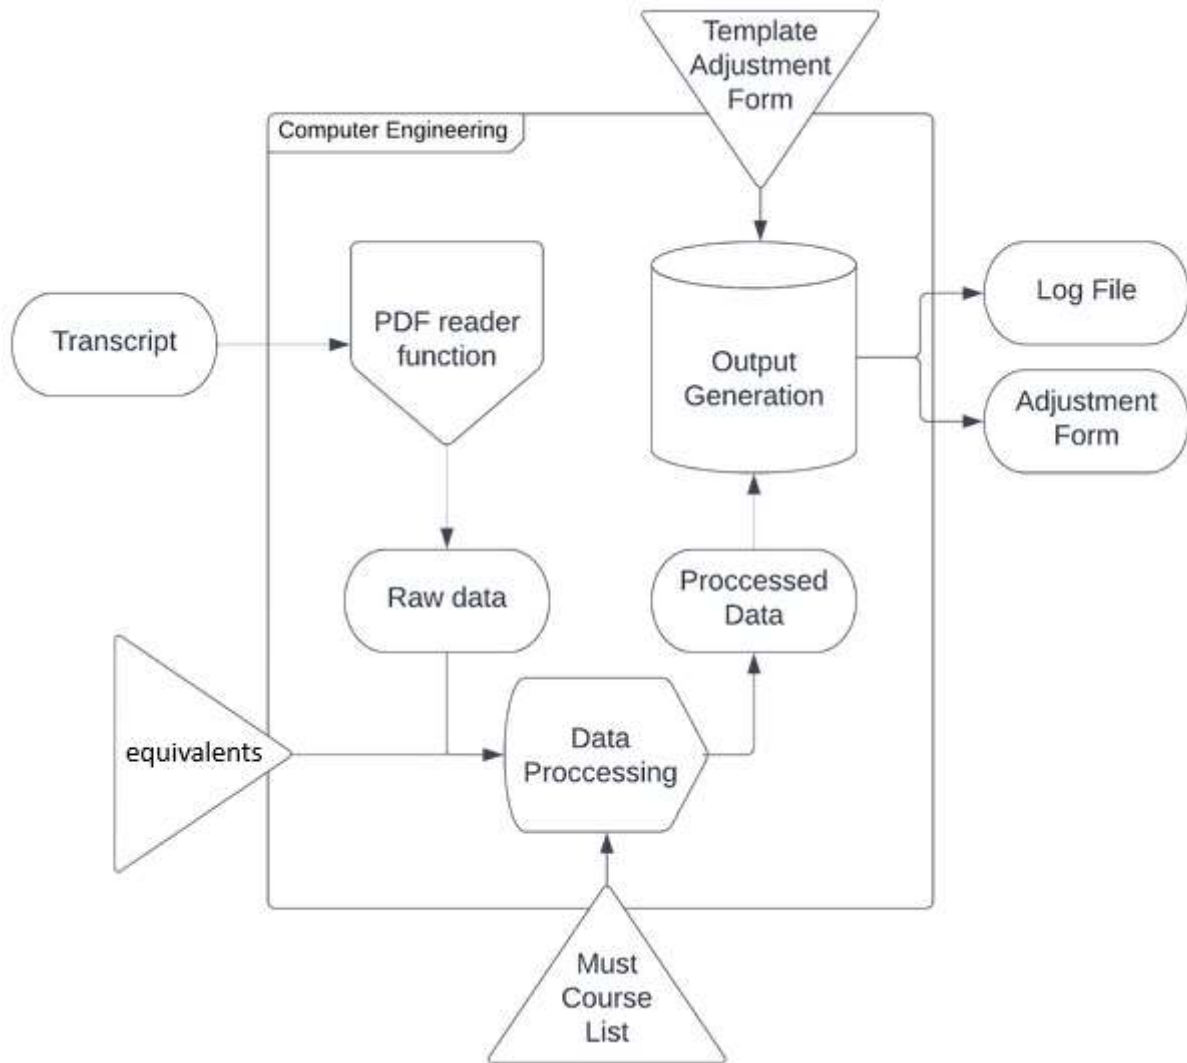 Template
Adjustment
Form
Computer Engineering
Transcript
PDF reader
function
Output
Generation
Log File
Adjustment
Form
Raw data
Proccessed
Data
equivalents
Data
Proccessing
Must
Course
List